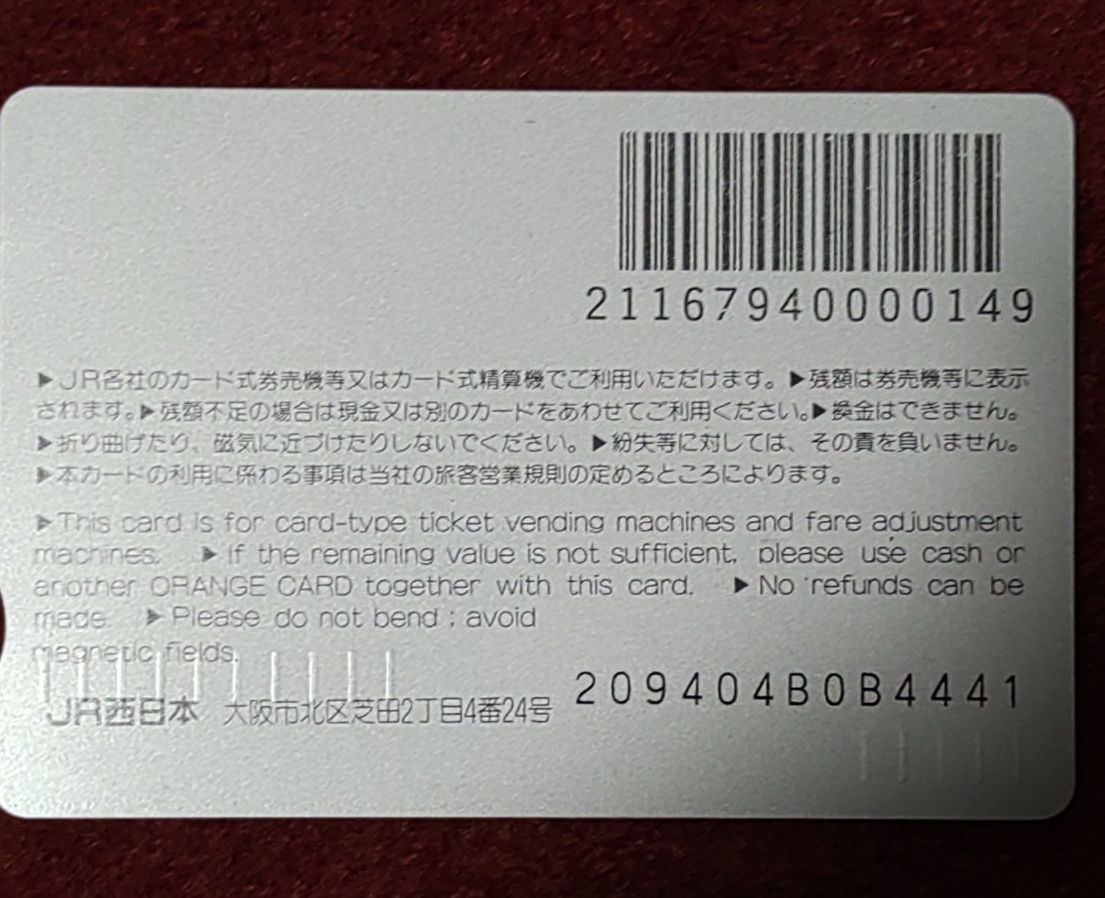 21167940000149
▶JR各社のカード式券売機等又はカード式精算機でご利用いただけます。▶残額は券売機等に表示
されます。▶残額不足の場合は現金又は別のカードをあわせてご利用ください。▶換金はできません。
▶折り曲げたり、磁気に近づけたりしないでください。▶紛失等に対しては、その責を負いません。
▶本カードの利用に係わる事項は当社の旅客営業規則の定めるところによります。
▶This card is for card-type ticket vending machines and fare adjustment
machines. ▶If the remaining value is not sufficient, please use cash or
another ORANGE CARD together with this card. ▶No refunds can be
made. ▶Please do not bend ; avoid
magnetic fields.
JR西日本 大阪市北区芝田2丁目4番24号 209404B0B4441